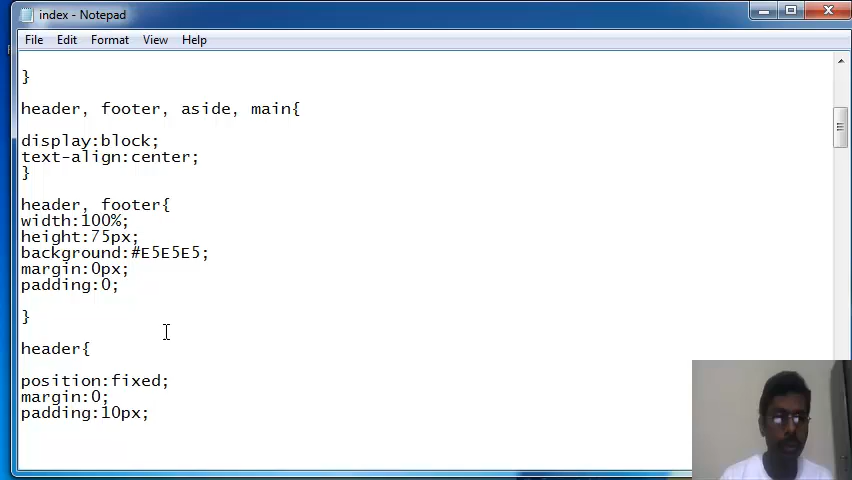 index - Notepad
File Edit Format View Help
}
header, footer, aside, main{
display:block;
text-align:center;
}
header, footer{
width:100%;
height:75px;
background:#E5E5E5;
margin:0px;
padding:0;
}
header{
position:fixed;
margin:0;
padding:10px;